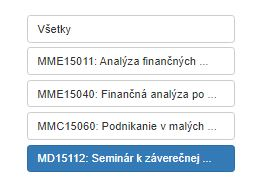 Všetky
MME15011: Analýza finančných ...
MME15040: Finančná analýza po ...
MMC15060: Podnikanie v malých ...
MD15112: Seminár k záverečnej ...